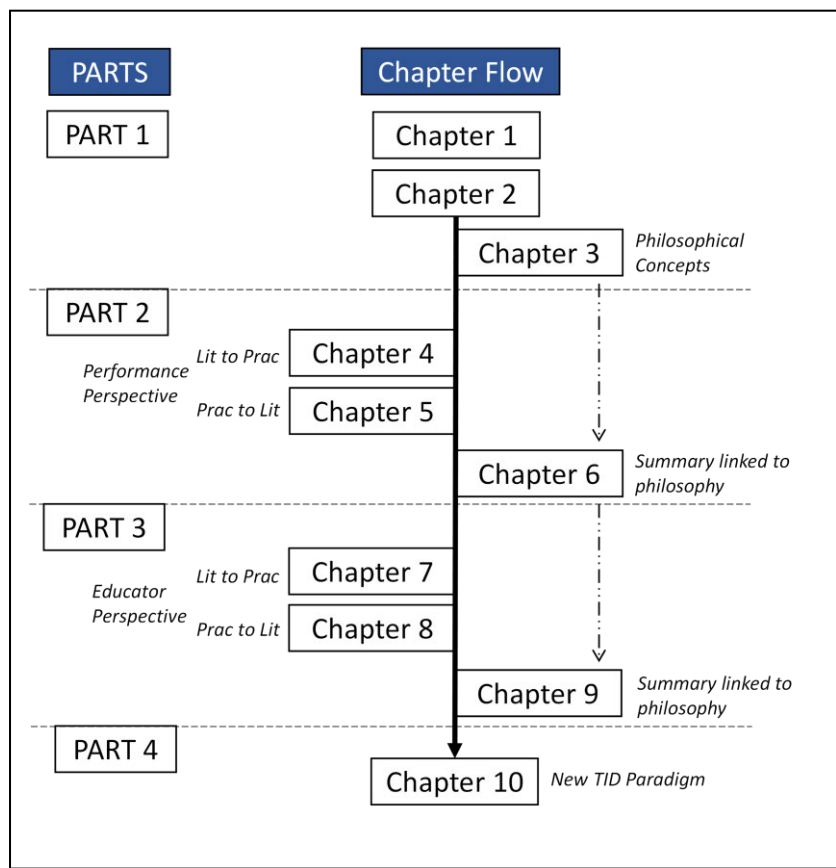 PARTS
Chapter Flow
PART 1
Chapter 1
Chapter 2
Chapter 3
Philosophical
Concepts
PART 2
Performance
Perspective
Lit to Prac
Chapter 4
Prac to Lit
Chapter 5
Chapter 6
Summary linked to
philosophy
PART 3
Educator
Perspective
Lit to Prac
Chapter 7
Prac to Lit
Chapter 8
Chapter 9
Summary linked to
philosophy
PART 4
Chapter 10
New TID Paradigm